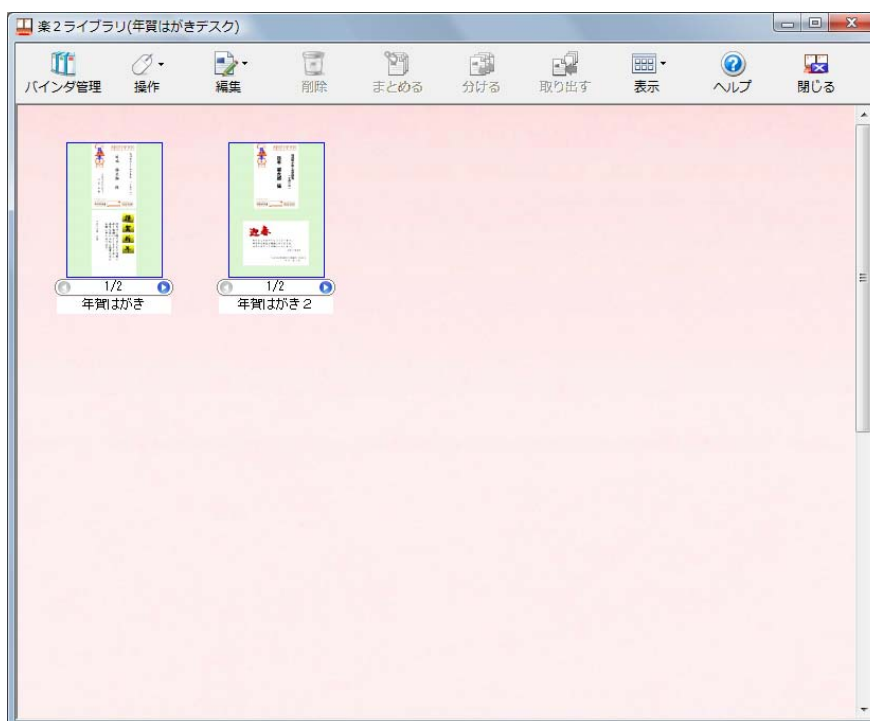 楽２ライブラリ(年賀はがきデスク)
バインダ管理 操作 編集 削除 まとめる 分ける 取り出す 表示 ヘルプ 閉じる
迎春
1/2 1/2
年賀はがき 年賀はがき２